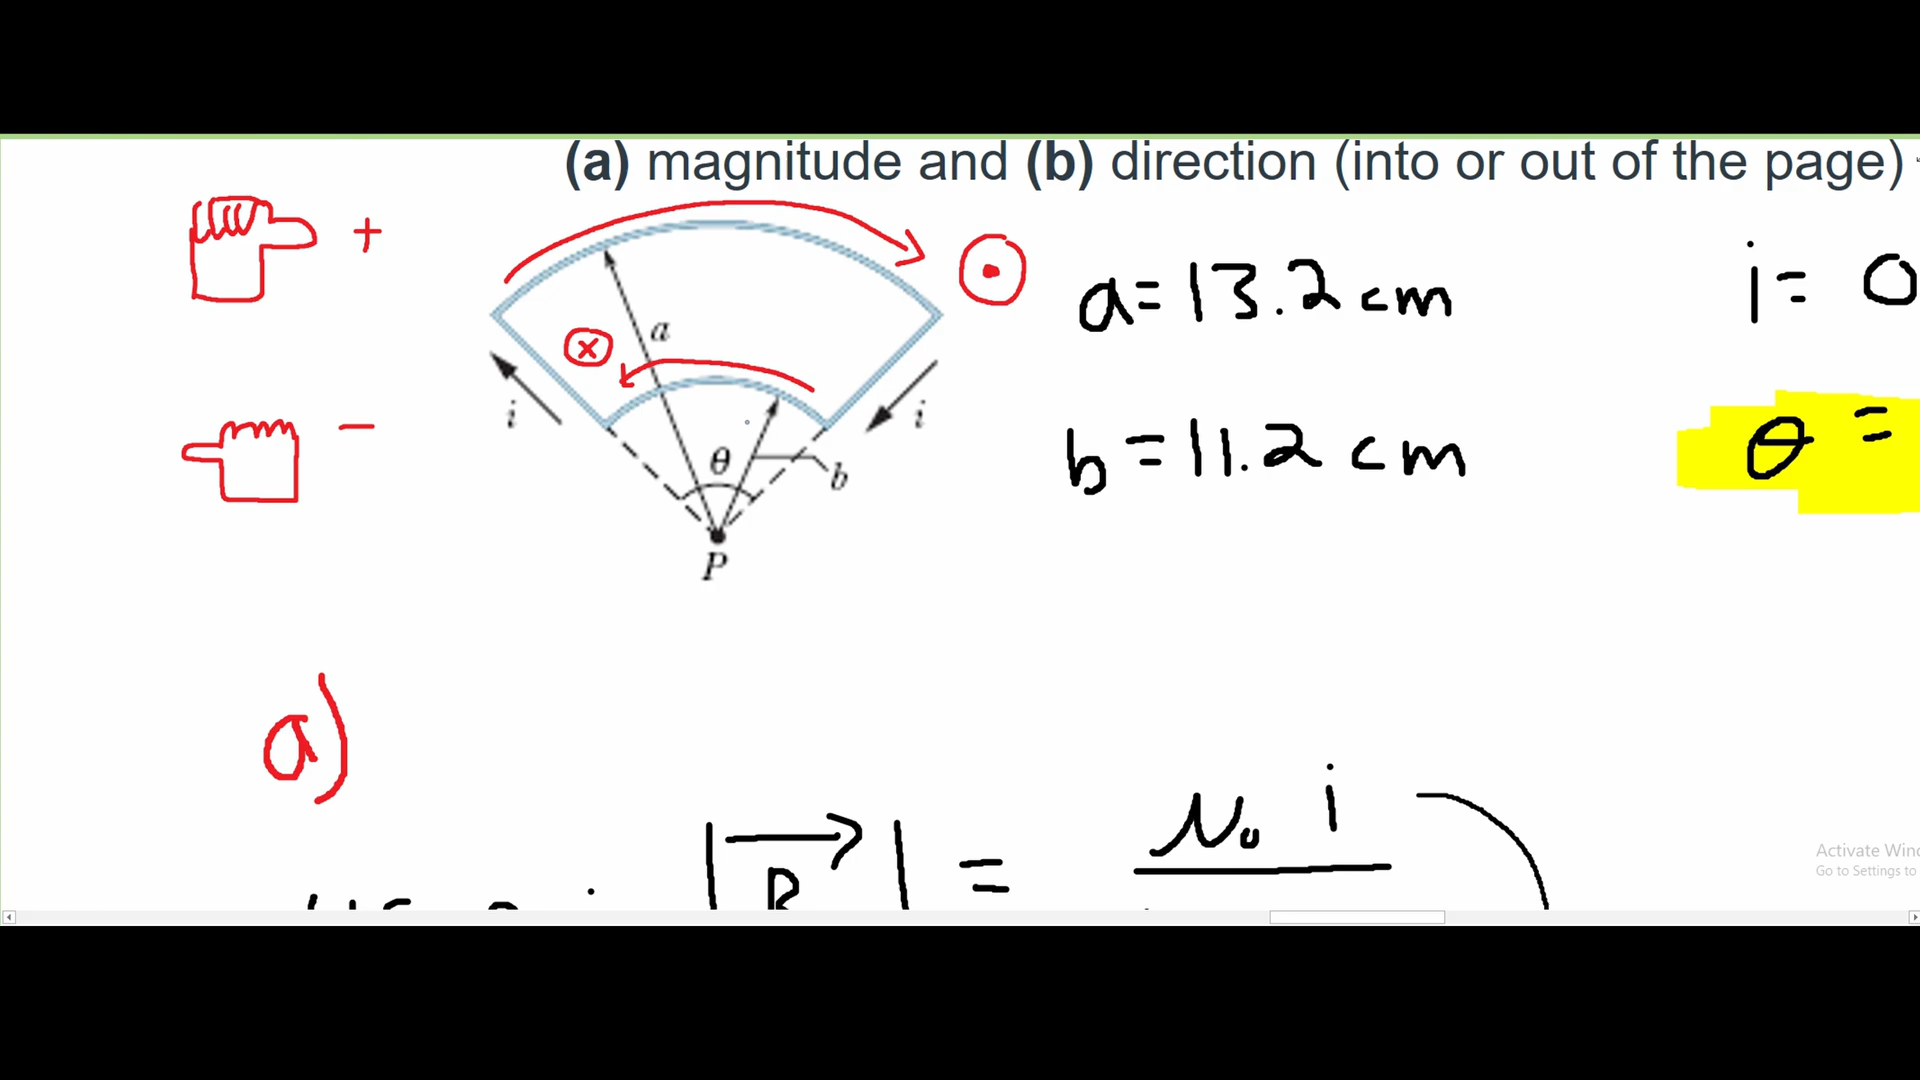 (a) magnitude and (b) direction (into or out of the page)
+
a = 13.2 cm
i = 0
a
i
i
b = 11.2 cm
θ =
−
θ
b
P
a)
μ₀ i
| B | =
Activate Win
Go to Settings to